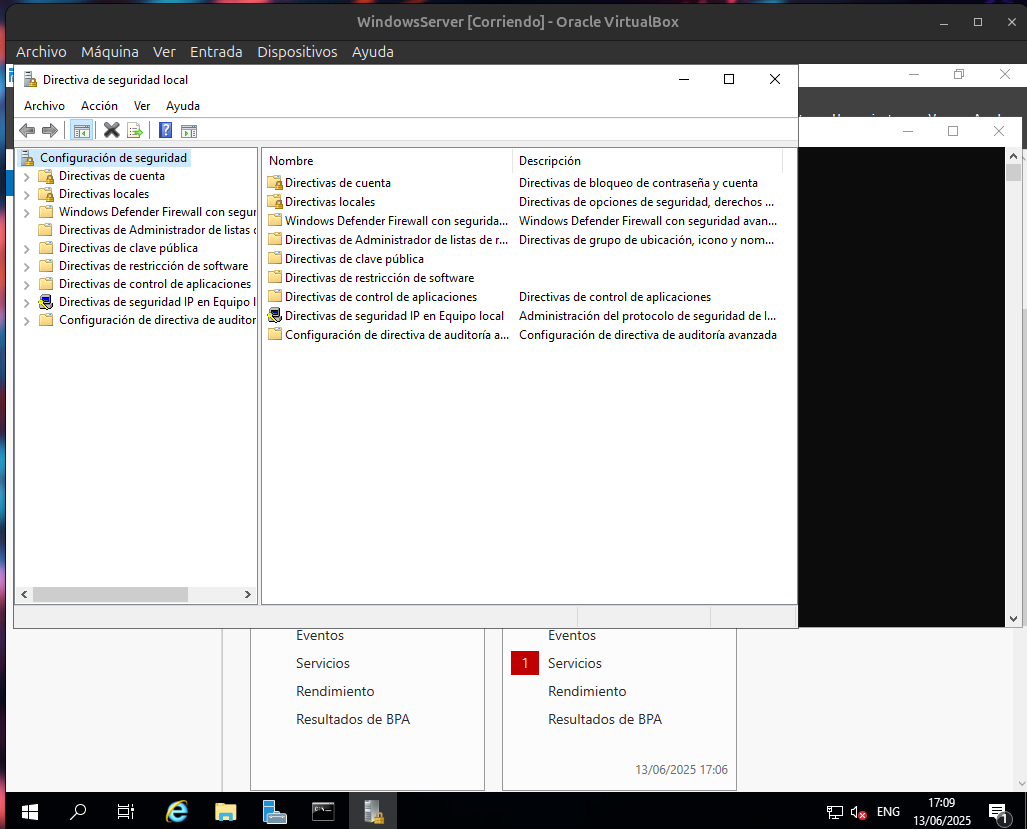 WindowsServer [Corriendo] - Oracle VirtualBox
Archivo Máquina Ver Entrada Dispositivos Ayuda
Directiva de seguridad local
Archivo Acción Ver Ayuda
Configuración de seguridad
Directivas de cuenta
Directivas locales
Windows Defender Firewall con segur
Directivas de Administrador de listas
Directivas de clave pública
Directivas de restricción de software
Directivas de control de aplicaciones
Directivas de seguridad IP en Equipo l
Configuración de directiva de auditor
Nombre Descripción
Directivas de cuenta Directivas de bloqueo de contraseña y cuenta
Directivas locales Directivas de opciones de seguridad, derechos ...
Windows Defender Firewall con segurida... Windows Defender Firewall con seguridad avan...
Directivas de Administrador de listas de r... Directivas de grupo de ubicación, icono y nom...
Directivas de clave pública
Directivas de restricción de software
Directivas de control de aplicaciones Directivas de control de aplicaciones
Directivas de seguridad IP en Equipo local Administración del protocolo de seguridad de l...
Configuración de directiva de auditoría a... Configuración de directiva de auditoría avanzada
Eventos
Servicios
Rendimiento
Resultados de BPA
Eventos
1 Servicios
Rendimiento
Resultados de BPA
13/06/2025 17:06
ENG
17:09
13/06/2025
1